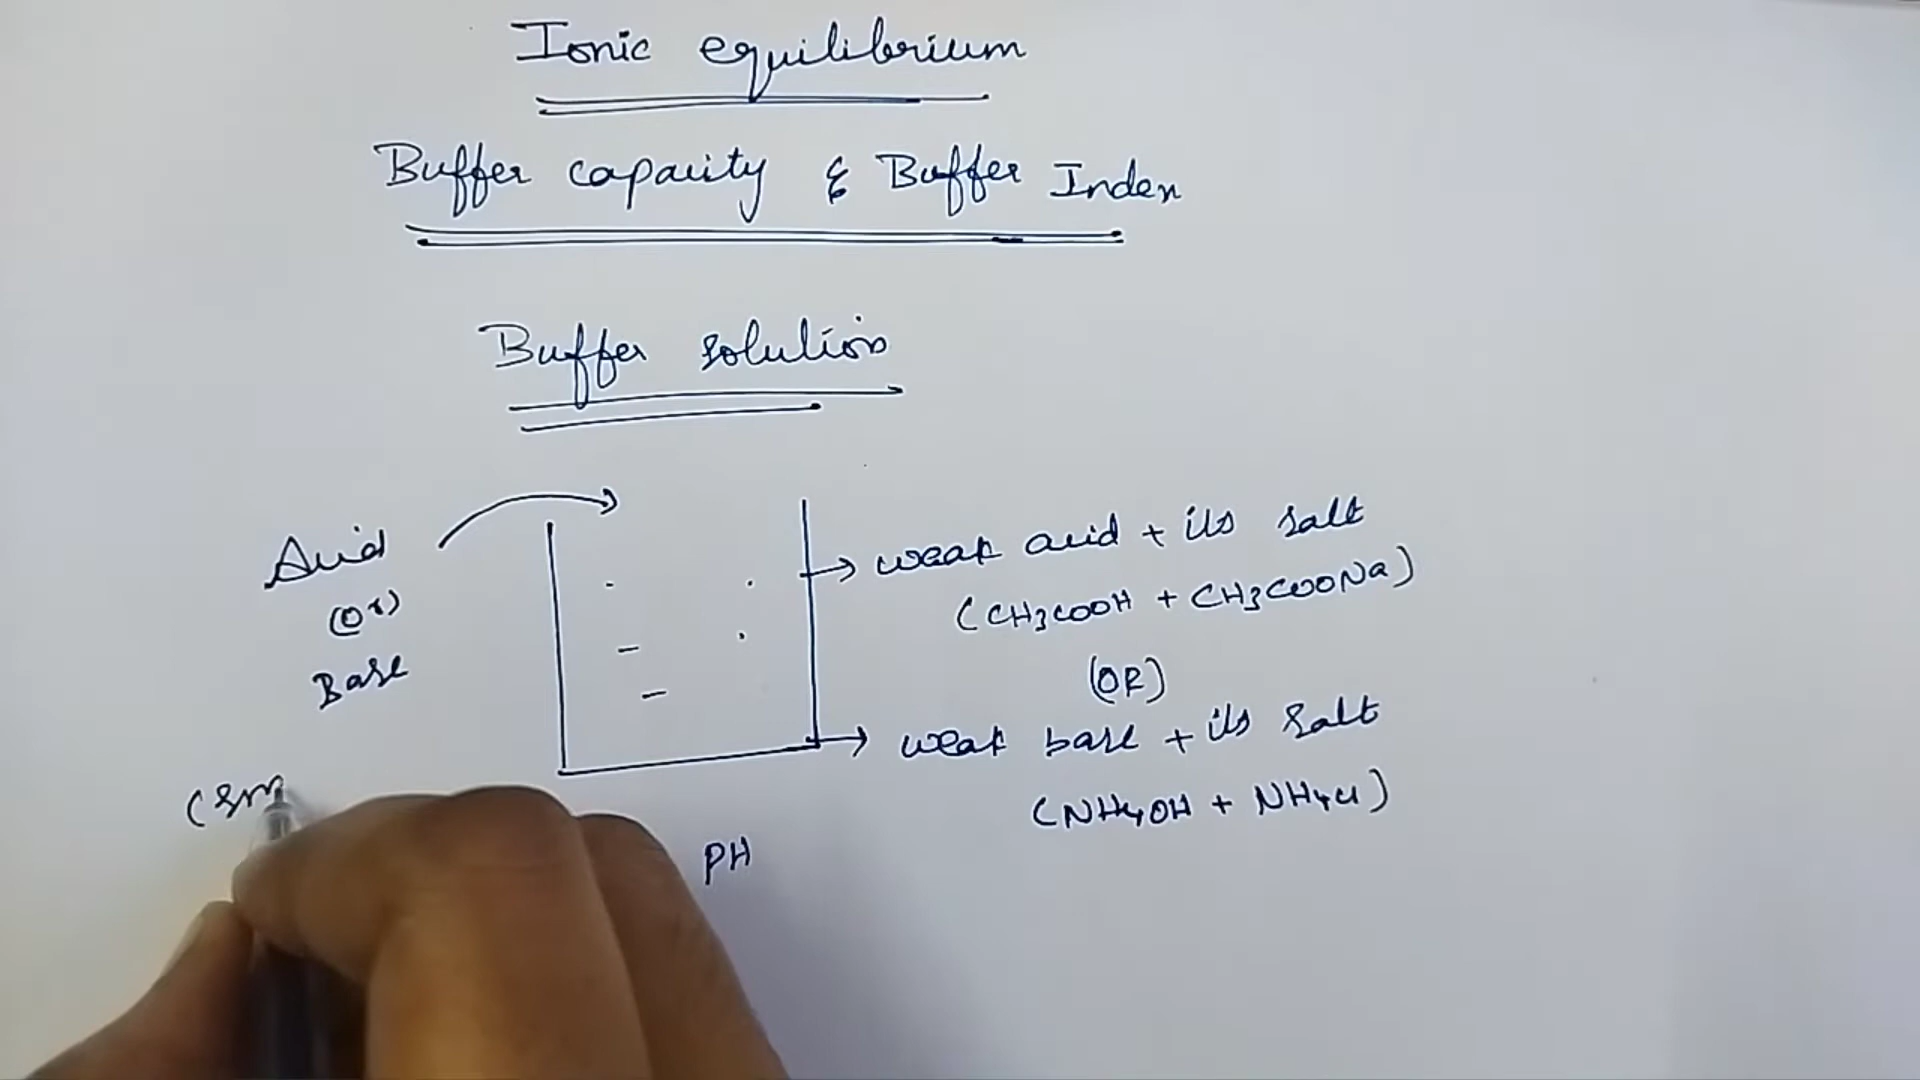 Ionic equilibrium
Buffer capacity & Buffer Index
Buffer solution
Acid
(Or)
Base
weak acid + its salt
(CH3COOH + CH3COONa)
(OR)
weak base + its salt
(NH4OH + NH4Cl)
(Sm
PH